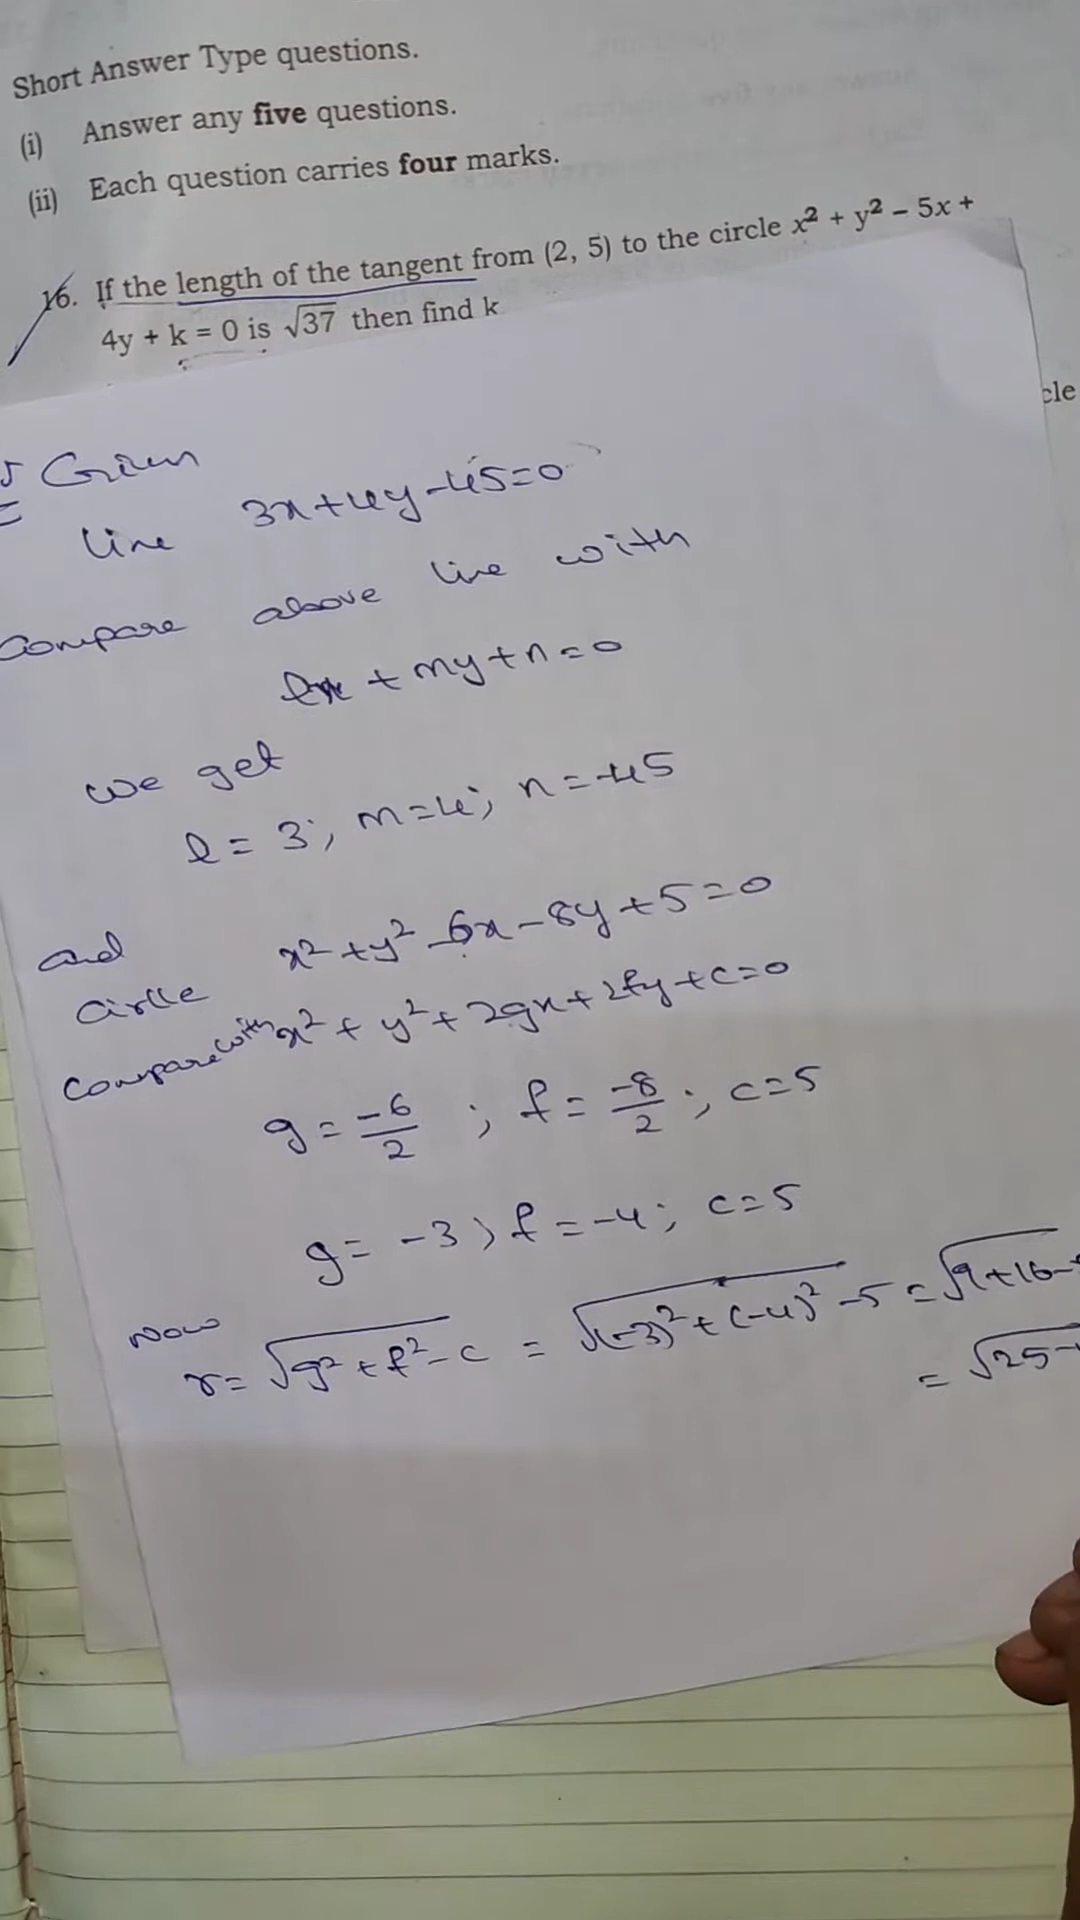 Short Answer Type questions.
(i) Answer any five questions.
(ii) Each question carries four marks.
16. If the length of the tangent from (2, 5) to the circle x² + y² – 5x +
4y + k = 0 is √37 then find k
cle
Given
line 3x+4y-45=0
Compare above line with
lx + my + n = 0
we get
l = 3; m=4; n=-45
and
circle x² + y² - 6x - 8y + 5 = 0
Compare with x² + y² + 2gx + 2fy + c = 0
g = -6/2 ; f = -8/2 ; c=5
g = -3; f = -4; c=5
Now
r = √g² + f² - c = √(-3)² + (-4)² - 5 = √9+16-
= √25-